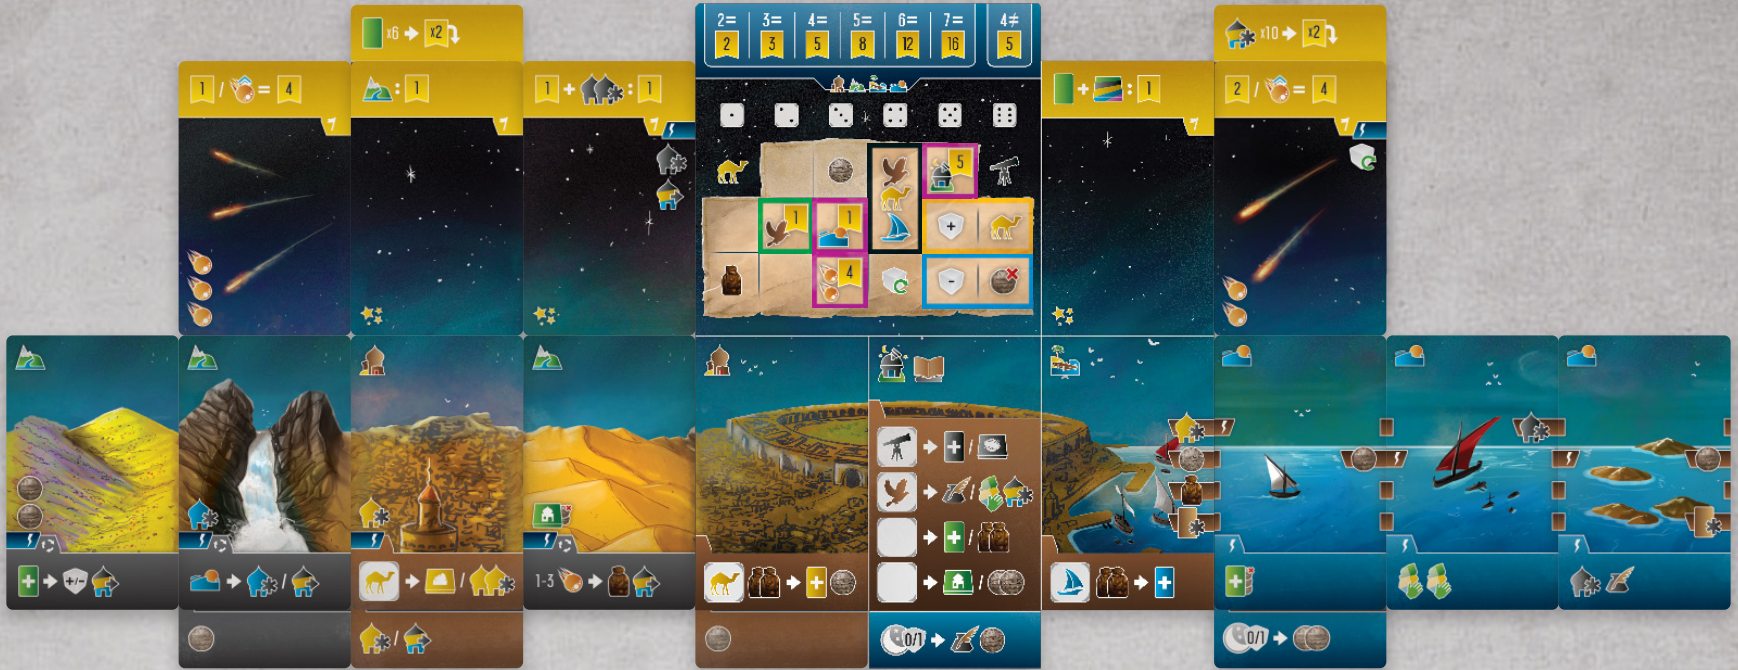 2= 3= 4= 5= 6= 7= 4≠
2 3 5 8 12 16 5
x6 x2
x10 x2
1 / = 4
: 1
1 + : 1
+ : 1
2 / = 4
5
1 1
+
4
-
+ /
/
+
/
+ +/-
/
/
1-3
+
+
+
/
0/1
0/1